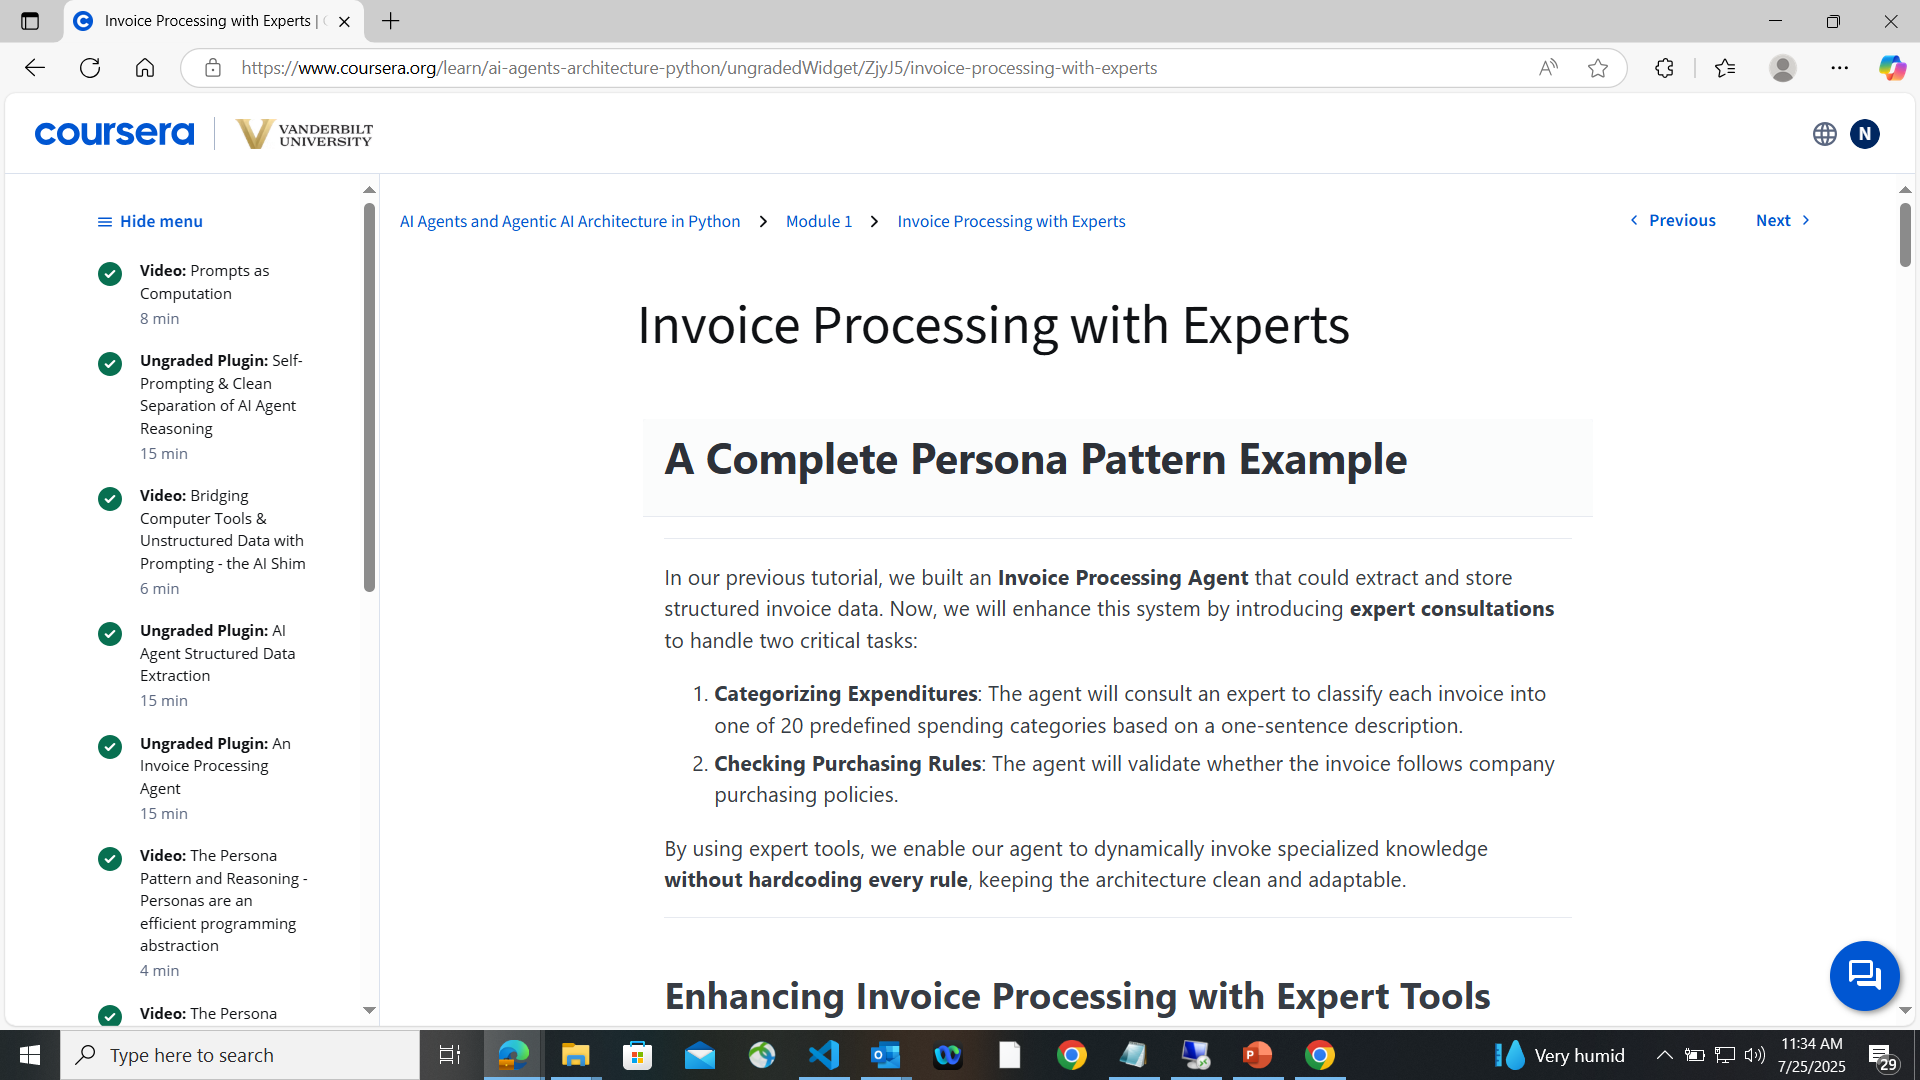 Invoice Processing with Experts | C
https://www.coursera.org/learn/ai-agents-architecture-python/ungradedWidget/ZjyJ5/invoice-processing-with-experts
coursera
VANDERBILT
UNIVERSITY
N
Hide menu
AI Agents and Agentic AI Architecture in Python
Module 1
Invoice Processing with Experts
Previous
Next
Video: Prompts as
Computation
8 min
Ungraded Plugin: Self-
Prompting & Clean
Separation of AI Agent
Reasoning
15 min
Video: Bridging
Computer Tools &
Unstructured Data with
Prompting - the AI Shim
6 min
Ungraded Plugin: AI
Agent Structured Data
Extraction
15 min
Ungraded Plugin: An
Invoice Processing
Agent
15 min
Video: The Persona
Pattern and Reasoning -
Personas are an
efficient programming
abstraction
4 min
Video: The Persona
Invoice Processing with Experts
A Complete Persona Pattern Example
In our previous tutorial, we built an Invoice Processing Agent that could extract and store
structured invoice data. Now, we will enhance this system by introducing expert consultations
to handle two critical tasks:
1. Categorizing Expenditures: The agent will consult an expert to classify each invoice into
one of 20 predefined spending categories based on a one-sentence description.
2. Checking Purchasing Rules: The agent will validate whether the invoice follows company
purchasing policies.
By using expert tools, we enable our agent to dynamically invoke specialized knowledge
without hardcoding every rule, keeping the architecture clean and adaptable.
Enhancing Invoice Processing with Expert Tools
Type here to search
Very humid
11:34 AM
7/25/2025
29